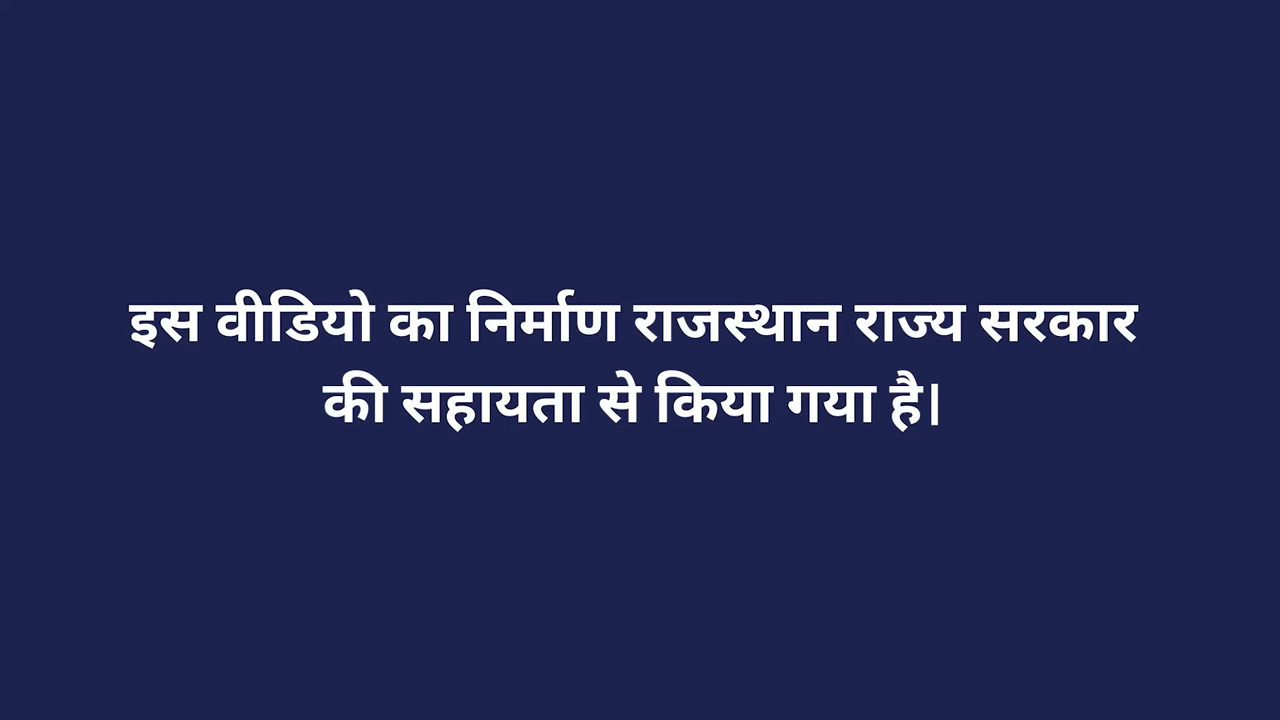 इस वीडियो का निर्माण राजस्थान राज्य सरकार
की सहायता से किया गया है।